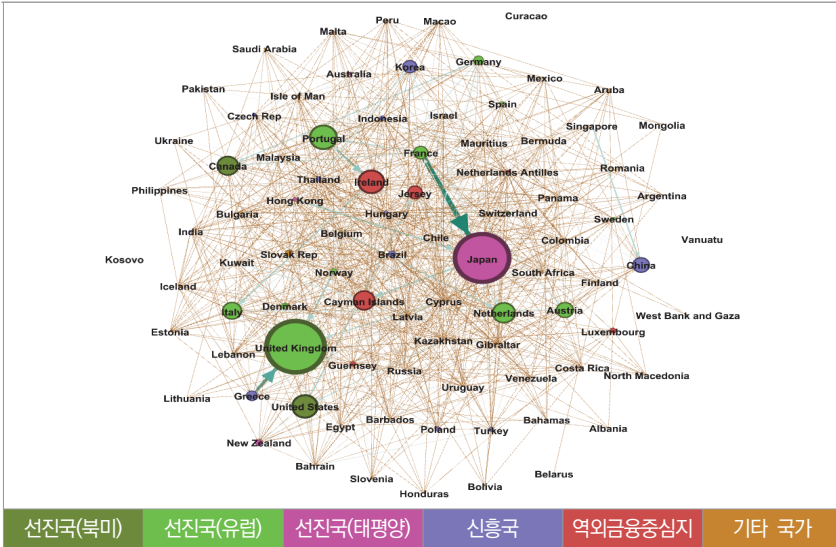 Curacao
Peru
Macao
Malta
Saudi Arabia
Germany
Korea
Australia
Mexico
Pakistan
Aruba
Isle of Man
Spain
Czech Rep
Indonesia
Israel
Singapore
Mongolia
Ukraine
Portugal
Mauritius
Bermuda
Malaysia
France
Canada
Romania
Netherlands Antilles
Thailand
Ireland
Philippines
Jersey
Argentina
Hong Kong
Panama
Bulgaria
Hungary
Switzerland
Sweden
India
Belgium
Chile
Colombia
Vanuatu
Slovak Rep
Brazil
Kosovo
Japan
Kuwait
China
Norway
South Africa
Finland
Iceland
Cayman Islands
Cyprus
Denmark
Italy
Netherlands
Austria
West Bank and Gaza
Latvia
Estonia
Luxembourg
Kazakhstan
Gibraltar
United Kingdom
Lebanon
Guernsey
Costa Rica
Russia
North Macedonia
Venezuela
Uruguay
Greece
Lithuania
United States
Barbados
Bahamas
Egypt
Poland
Turkey
Albania
New Zealand
Bahrain
Belarus
Slovenia
Bolivia
Honduras
선진국(북미)
선진국(유럽)
선진국(태평양)
신흥국
역외금융중심지
기타 국가